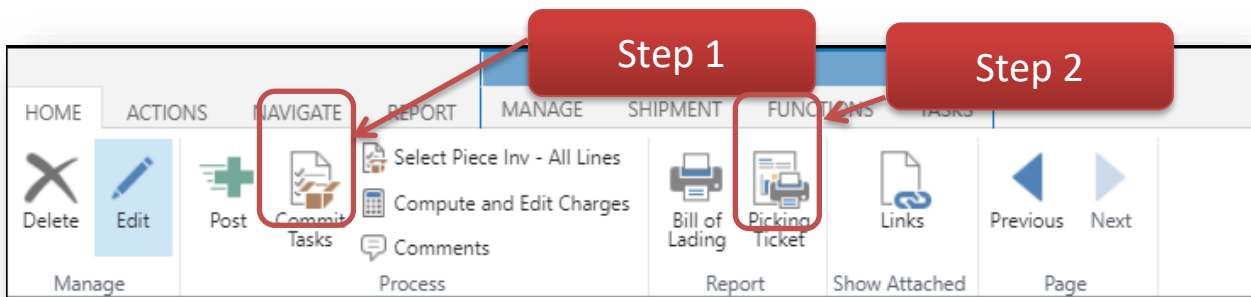 Step 1
Step 2
HOME ACTIONS NAVIGATE REPORT MANAGE SHIPMENT FUNCTIONS TASKS
Select Piece Inv - All Lines
Compute and Edit Charges
Comments
Delete
Edit
Post
Commit
Tasks
Bill of
Lading
Picking
Ticket
Links
Previous
Next
Manage
Process
Report
Show Attached
Page